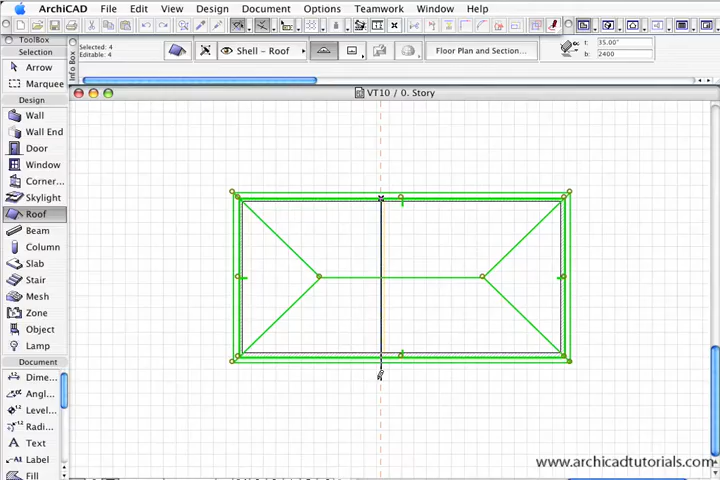 ArchiCAD File Edit View Design Document Options Teamwork Window Help
ToolBox
Selection
Arrow
Marquee
Design
Wall
Wall End
Door
Window
Corner...
Skylight
Roof
Beam
Column
Slab
Stair
Mesh
Zone
Object
Lamp
Document
Dime...
Angl...
Level...
Radi...
Text
Label
Fill
Info Box
Selected: 4
Editable: 4
Shell - Roof
Floor Plan and Section...
t: 35.00°
b: 2400
VT10 / 0. Story
www.archicadtutorials.com